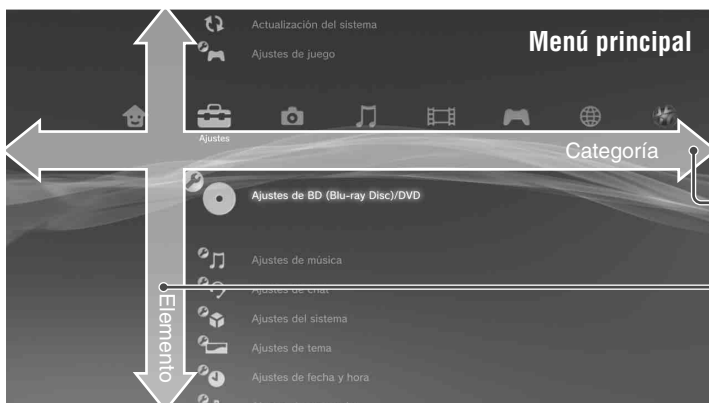 Actualización del sistema
Menú principal
Ajustes de juego
Ajustes
Categoría
Ajustes de BD (Blu-ray Disc)/DVD
Ajustes de música
Ajustes de chat
Elemento
Ajustes del sistema
Ajustes de tema
Ajustes de fecha y hora